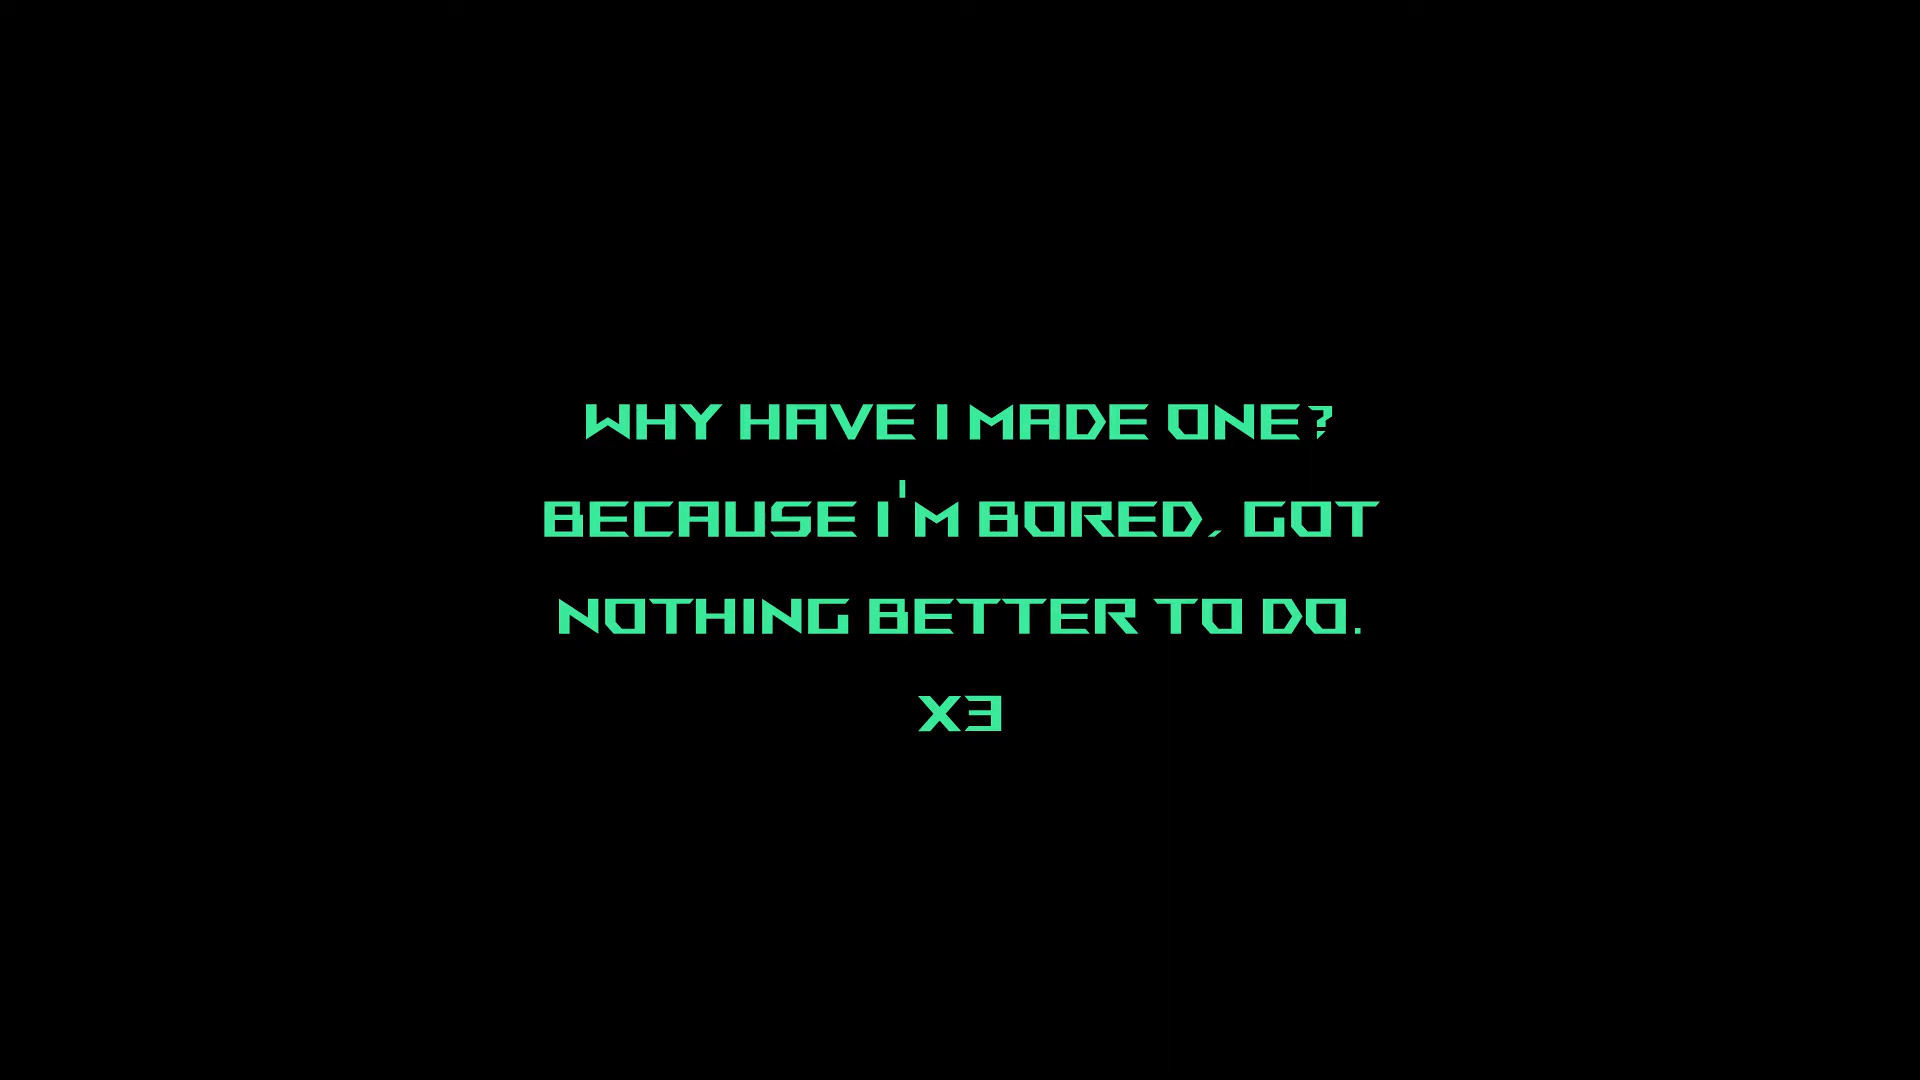 WHY HAVE I MADE ONE?
BECAUSE I'M BORED, GOT
NOTHING BETTER TO DO.
X3